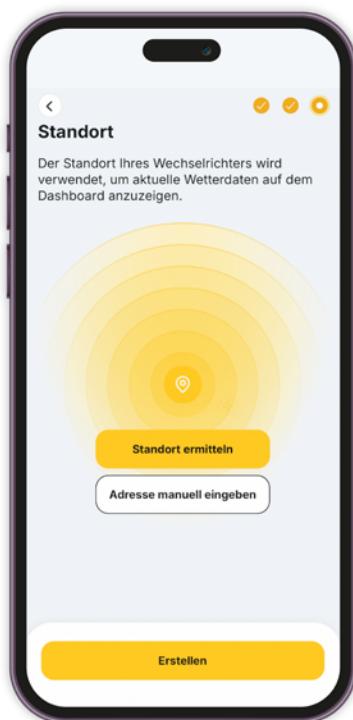 Standort
Der Standort Ihres Wechselrichters wird
verwendet, um aktuelle Wetterdaten auf dem
Dashboard anzuzeigen.
Standort ermitteln
Adresse manuell eingeben
Erstellen